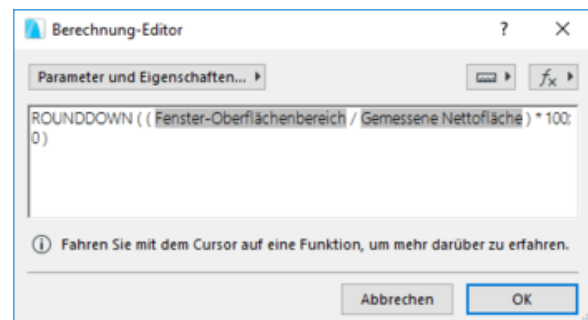 Berechnung-Editor
?
Parameter und Eigenschaften...
fx
ROUNDDOWN ( ( Fenster-Oberflächenbereich / Gemessene Nettofläche ) * 100;
0 )
Fahren Sie mit dem Cursor auf eine Funktion, um mehr darüber zu erfahren.
Abbrechen
OK